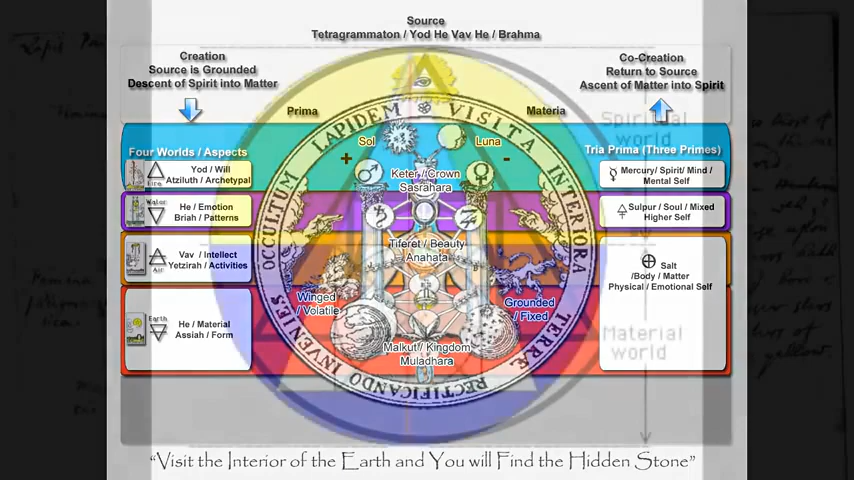 Source
Tetragrammaton / Yod He Vav He / Brahma
Creation
Source is Grounded
Descent of Spirit into Matter
Co-Creation
Return to Source
Ascent of Matter into Spirit
Prima
Materia
Spiritual
world
VISITA INTERIORA TERRÆ RECTIFICANDO INVENIES OCCULTUM LAPIDEM
Sol
Luna
+
-
Four Worlds / Aspects
Yod / Will
Atziluth / Archetypal
Fire
He / Emotion
Briah / Patterns
Water
Vav / Intellect
Yetzirah / Activities
Air
He / Material
Assiah / Form
Earth
Keter / Crown
Sasrahara
Tiferet / Beauty
Anahata
Winged
/ Volatile
Grounded
/ Fixed
Malkut / Kingdom
Muladhara
Tria Prima (Three Primes)
Mercury/ Spirit/ Mind /
Mental Self
Sulpur / Soul / Mixed
Higher Self
Salt
/Body / Matter
Physical / Emotional Self
Material
world
"Visit the Interior of the Earth and You will Find the Hidden Stone"